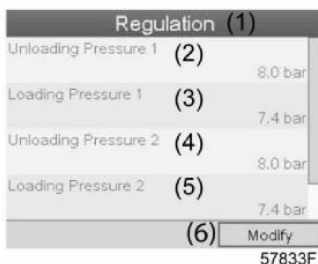 Regulation (1)
Unloading Pressure 1 (2)
8.0 bar
Loading Pressure 1 (3)
7.4 bar
Unloading Pressure 2 (4)
8.0 bar
Loading Pressure 2 (5)
7.4 bar
(6) Modify
57833F